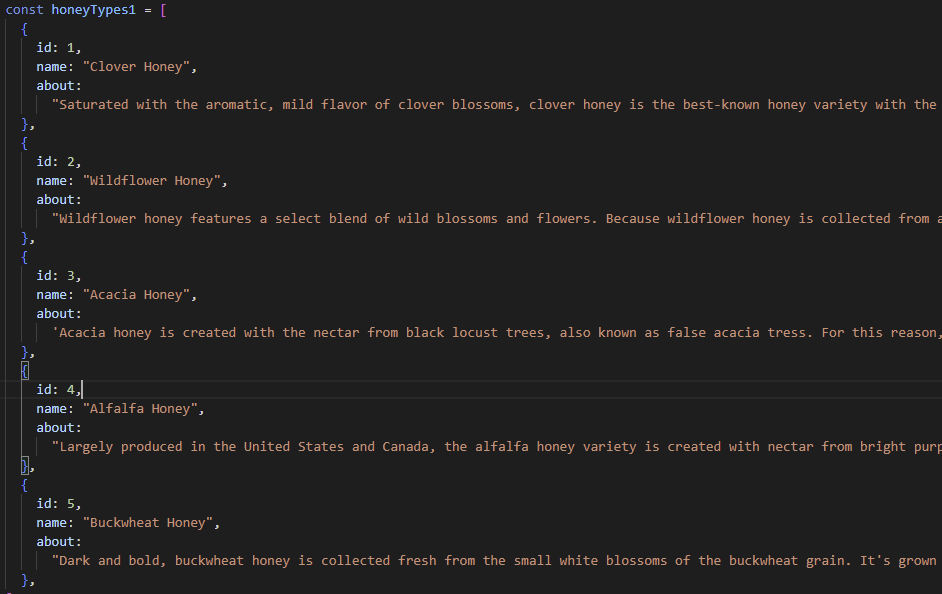 const honeyTypes1 = [
{
id: 1,
name: "Clover Honey",
about:
"Saturated with the aromatic, mild flavor of clover blossoms, clover honey is the best-known honey variety with the
},
{
id: 2,
name: "Wildflower Honey",
about:
"Wildflower honey features a select blend of wild blossoms and flowers. Because wildflower honey is collected from a
},
{
id: 3,
name: "Acacia Honey",
about:
'Acacia honey is created with the nectar from black locust trees, also known as false acacia tress. For this reason,
},
{
id: 4,
name: "Alfalfa Honey",
about:
"Largely produced in the United States and Canada, the alfalfa honey variety is created with nectar from bright purp
},
{
id: 5,
name: "Buckwheat Honey",
about:
"Dark and bold, buckwheat honey is collected fresh from the small white blossoms of the buckwheat grain. It's grown
},